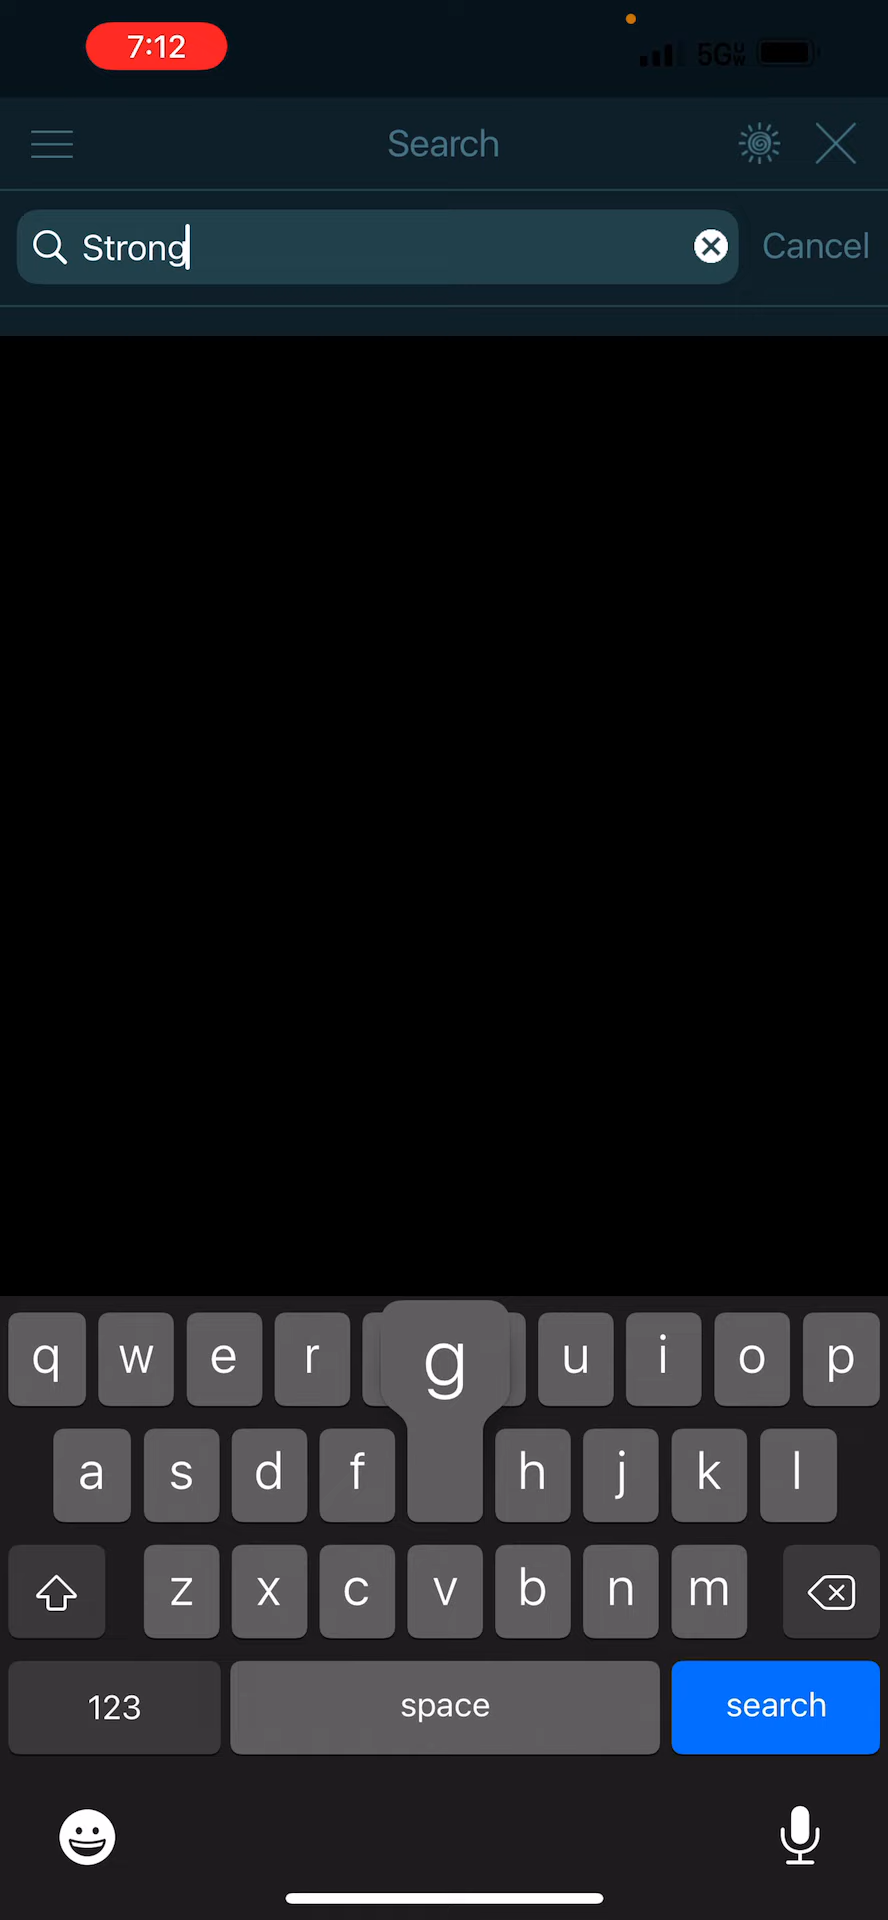 7:12 5G UW
Search
Strong Cancel
q w e r g u i o p
a s d f h j k l
z x c v b n m
123 space search